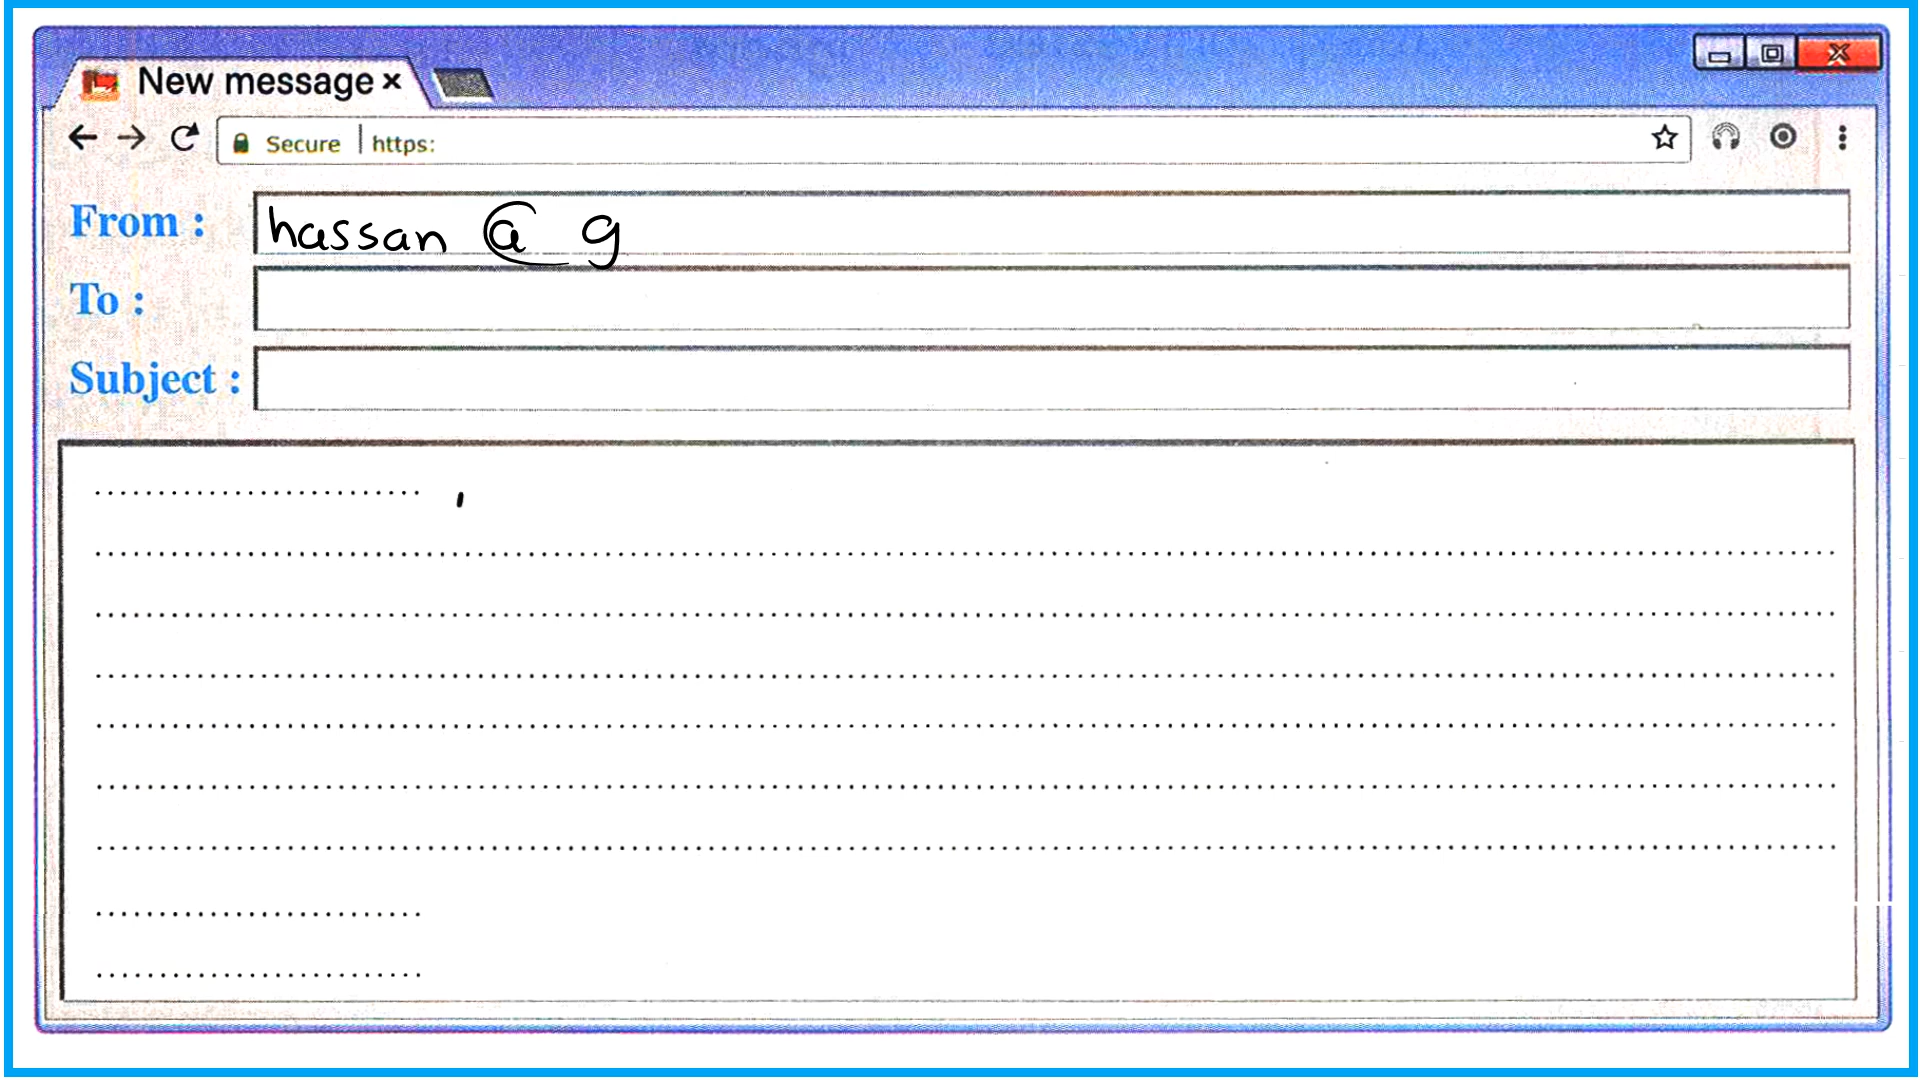 New message ×
Secure | https:
From : hassan @ g
To :
Subject :
.......................... ,